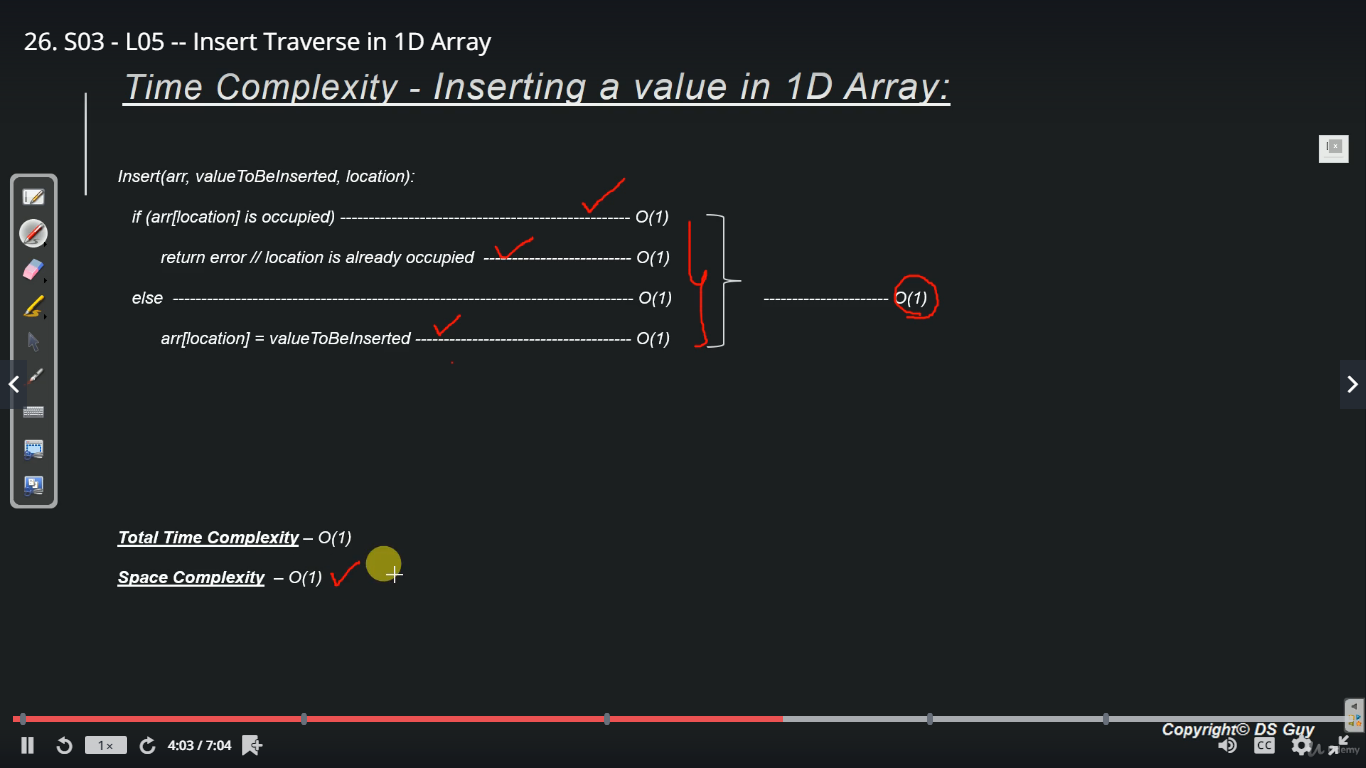 26. S03 - L05 -- Insert Traverse in 1D Array
Time Complexity - Inserting a value in 1D Array:
Insert(arr, valueToBeInserted, location):
if (arr[location] is occupied) -------------------------------------------------- O(1)
return error // location is already occupied -------------------------- O(1)
else -------------------------------------------------------------------------------- O(1)
---------------------- O(1)
arr[location] = valueToBeInserted -------------------------------------- O(1)
Total Time Complexity – O(1)
Space Complexity – O(1)
Copyright© DS Guy
1×
4:03 / 7:04
CC